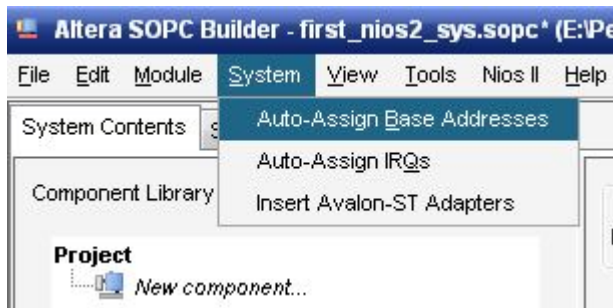 Altera SOPC Builder - first_nios2_sys.sopc* (E:\Pe
File Edit Module System View Tools Nios II Help
System Contents S
Auto-Assign Base Addresses
Auto-Assign IRQs
Component Library
Insert Avalon-ST Adapters
Project
New component...